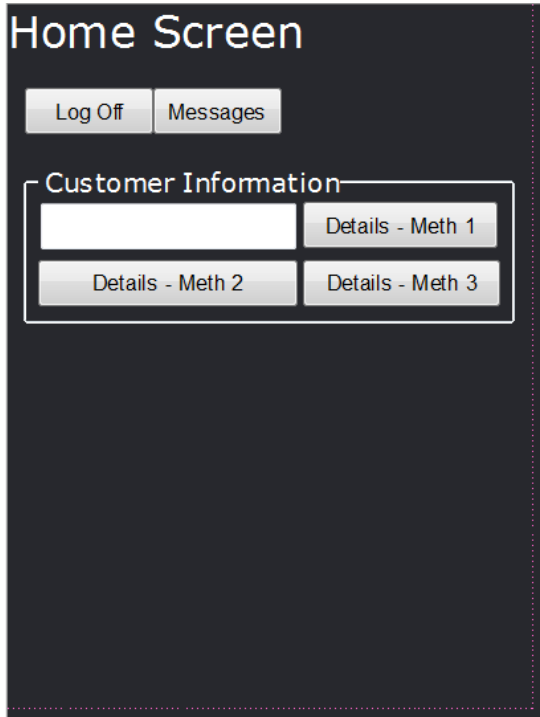 Home Screen
Log Off Messages
Customer Information
Details - Meth 1
Details - Meth 2 Details - Meth 3